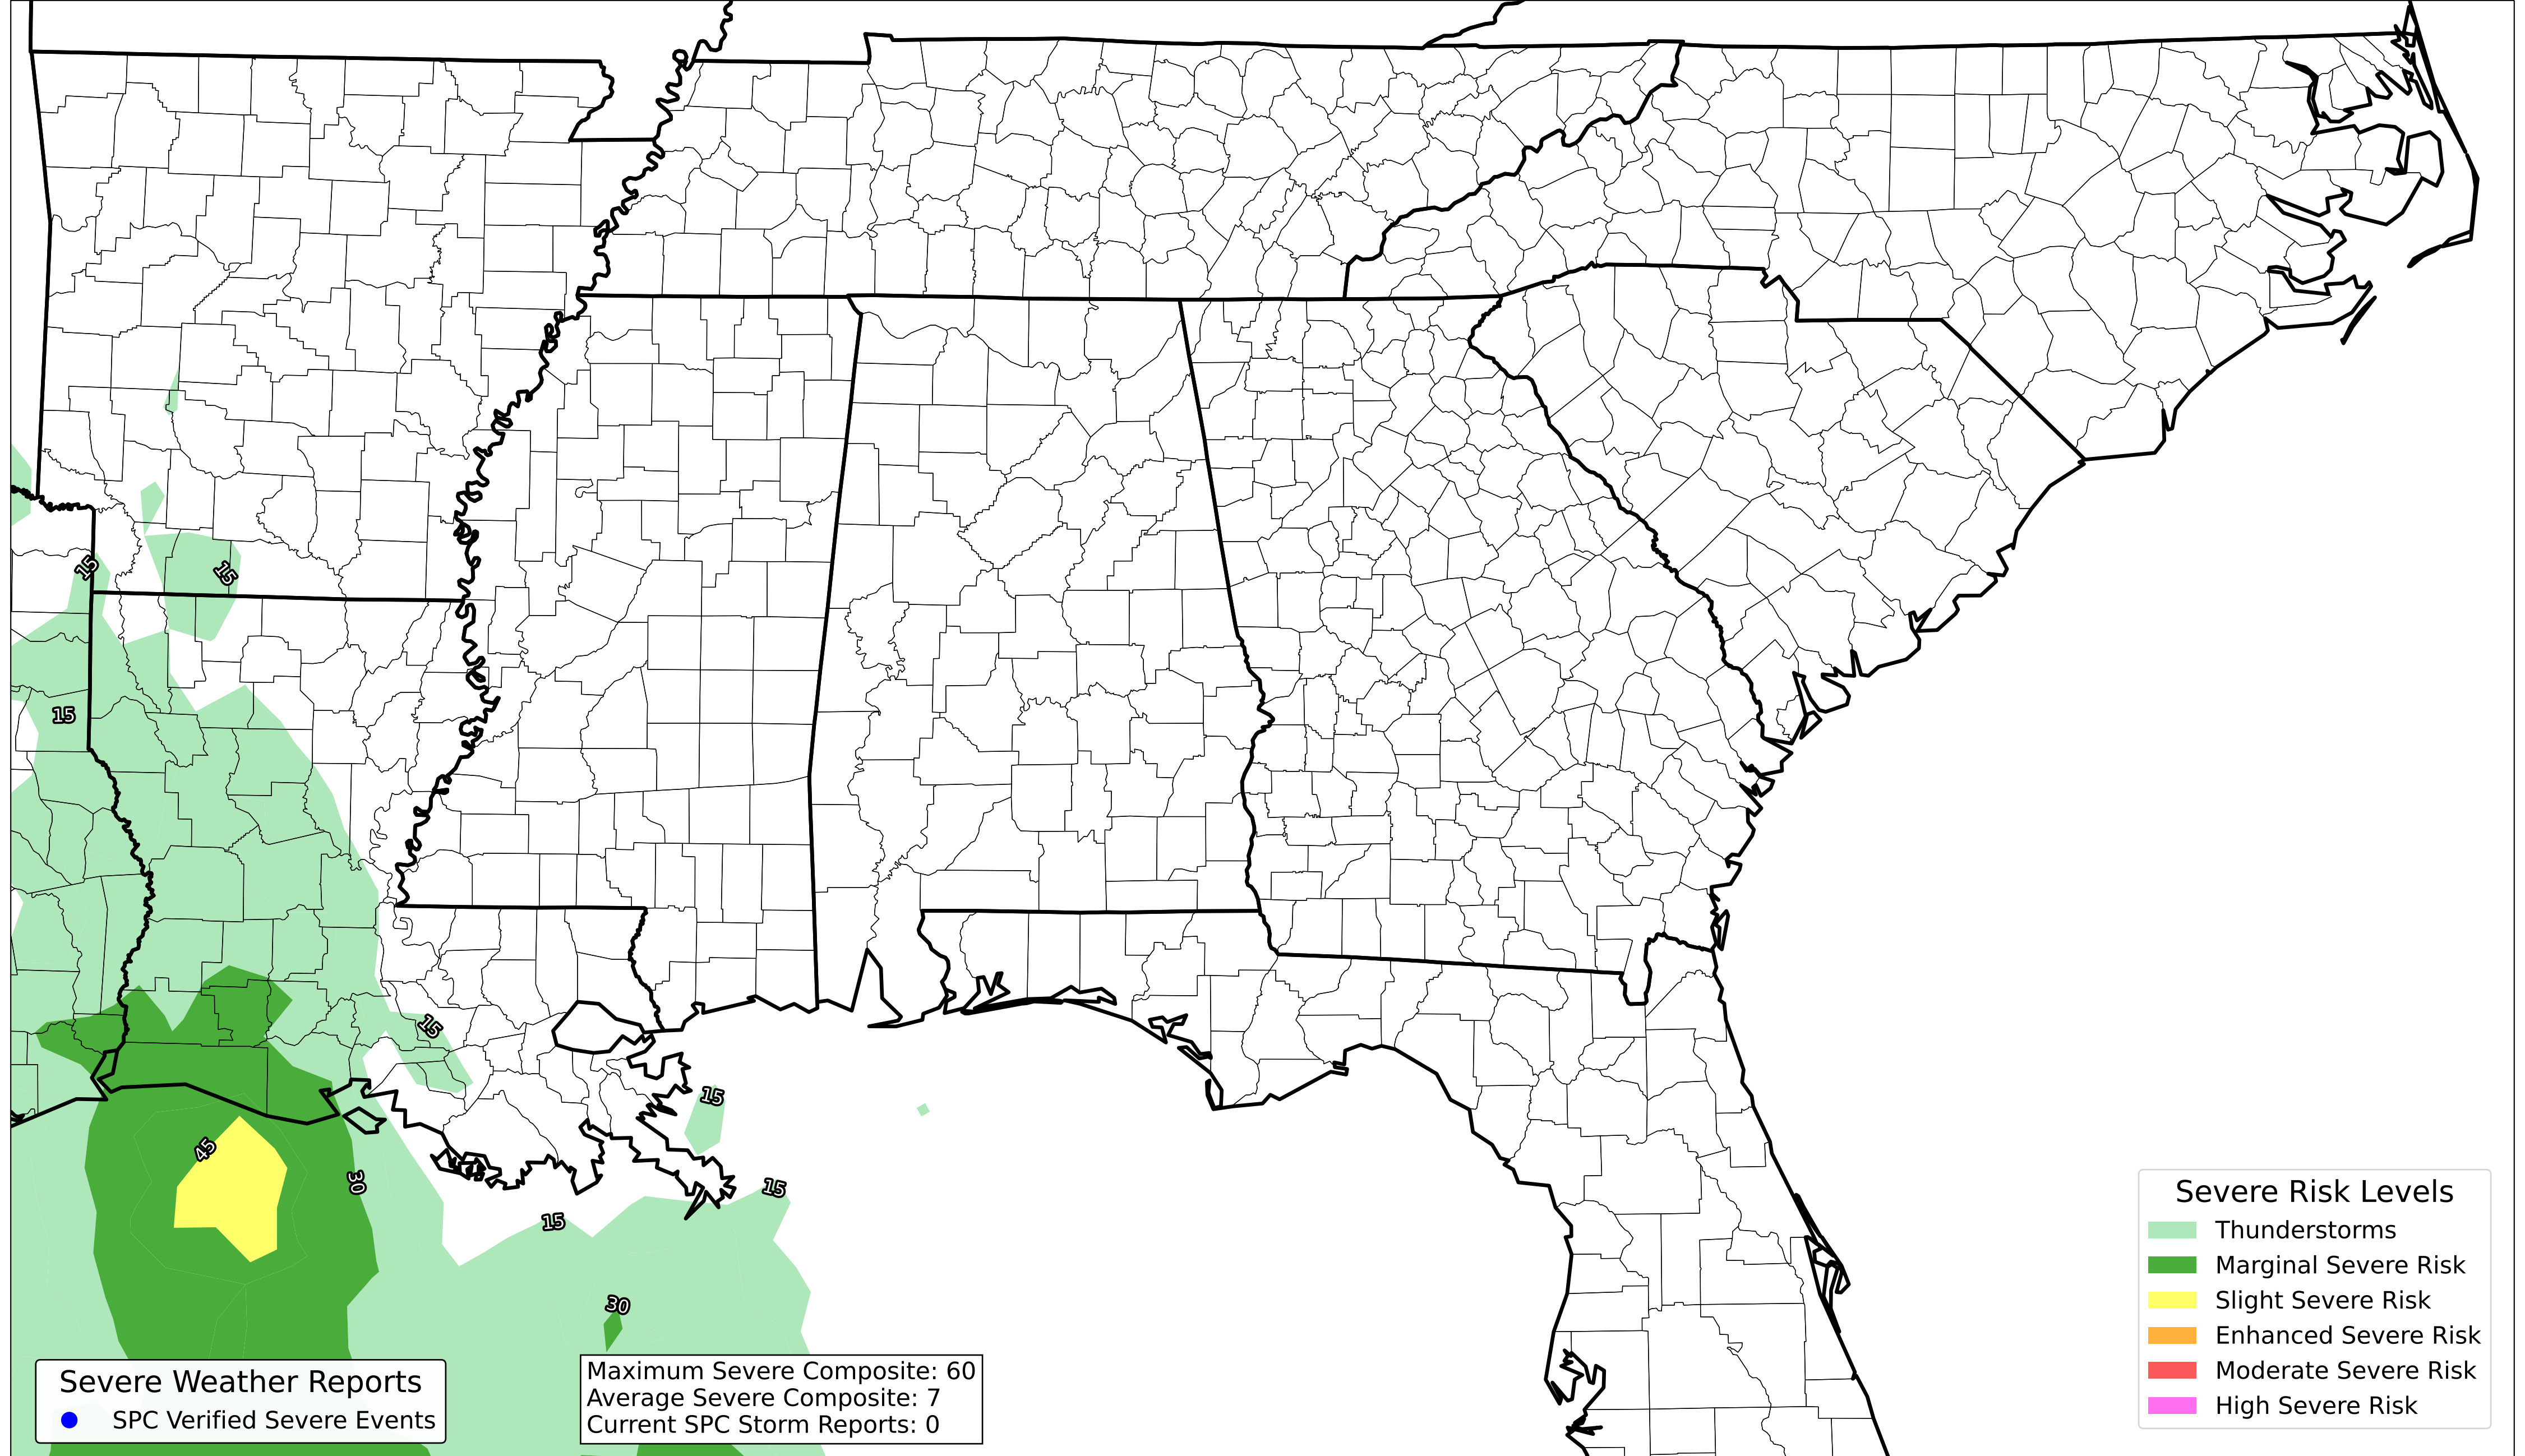 15
15
15
15
15
15
15
45
30
30
Severe Weather Reports
SPC Verified Severe Events
Maximum Severe Composite: 60
Average Severe Composite: 7
Current SPC Storm Reports: 0
Severe Risk Levels
Thunderstorms
Marginal Severe Risk
Slight Severe Risk
Enhanced Severe Risk
Moderate Severe Risk
High Severe Risk